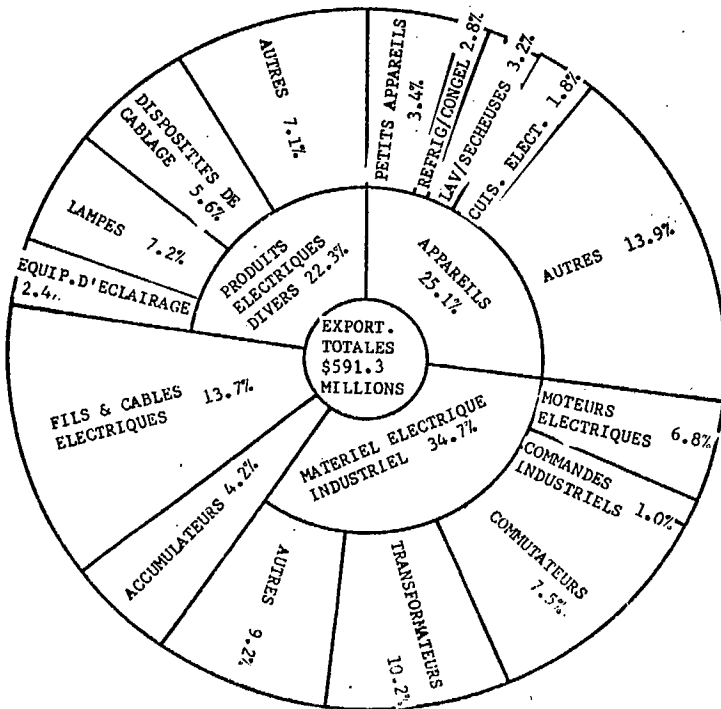 EXPORT.
TOTALES
$591.3
MILLIONS
APPAREILS
25.1%
PETITS APPAREILS
3.4%
REFRIG/CONGEL 2.8%
LAV/SECHEUSES 3.2%
CUIS. ELECT. 1.8%
AUTRES 13.9%
MATERIEL ELECTRIQUE
INDUSTRIEL 34.7%
MOTEURS
ELECTRIQUES 6.8%
COMMANDES
INDUSTRIELS 1.0%
COMMUTATEURS
7.5%
TRANSFORMATEURS
10.2%
AUTRES
9.2%
ACCUMULATEURS 4.2%
FILS & CABLES 13.7%
ELECTRIQUES
PRODUITS
ELECTRIQUES
DIVERS 22.3%
EQUIP.D'ECLAIRAGE
2.4
LAMPES
7.2%
DISPOSITIFS DE
CABLAGE
5.6%
AUTRES
7.1%